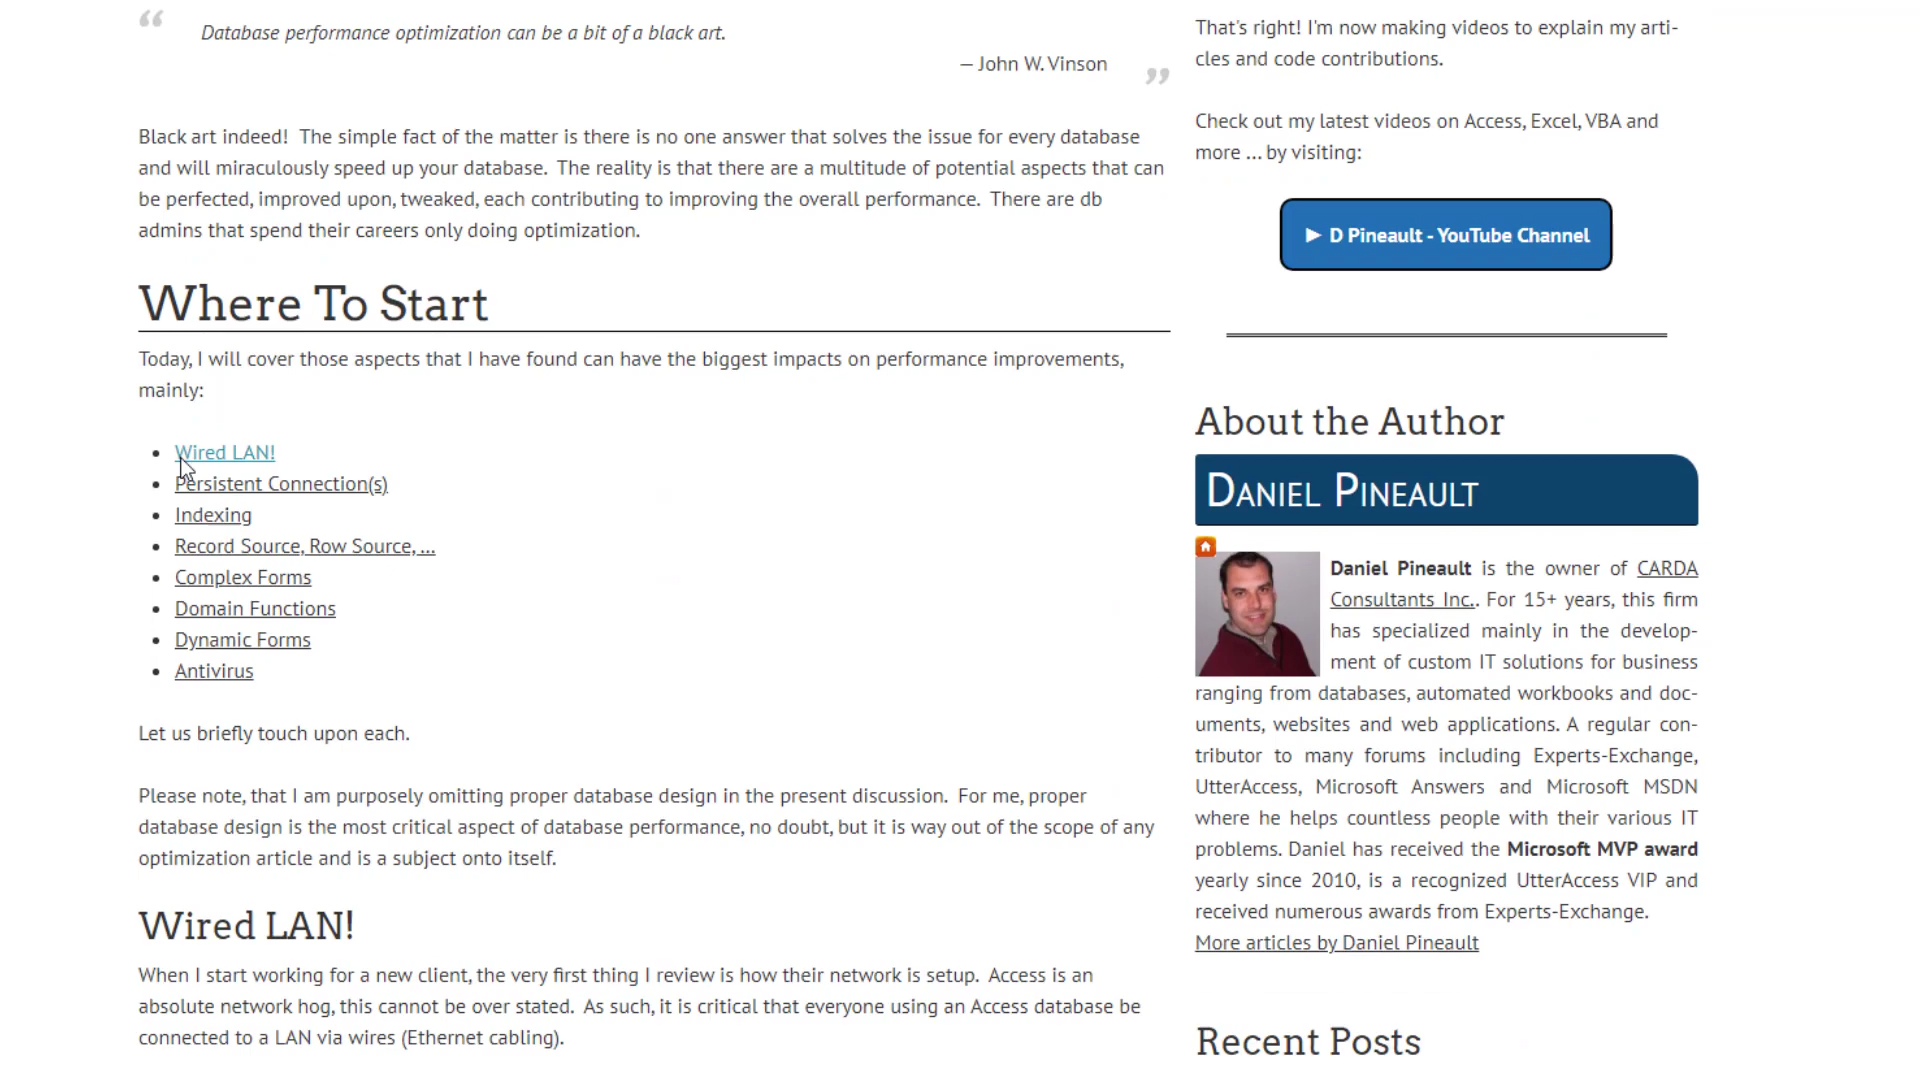 Database performance optimization can be a bit of a black art.
— John W. Vinson
Black art indeed!  The simple fact of the matter is there is no one answer that solves the issue for every database
and will miraculously speed up your database.  The reality is that there are a multitude of potential aspects that can
be perfected, improved upon, tweaked, each contributing to improving the overall performance.  There are db
admins that spend their careers only doing optimization.
Where To Start
Today, I will cover those aspects that I have found can have the biggest impacts on performance improvements,
mainly:
Wired LAN!
Persistent Connection(s)
Indexing
Record Source, Row Source, ...
Complex Forms
Domain Functions
Dynamic Forms
Antivirus
Let us briefly touch upon each.
Please note, that I am purposely omitting proper database design in the present discussion.  For me, proper
database design is the most critical aspect of database performance, no doubt, but it is way out of the scope of any
optimization article and is a subject onto itself.
Wired LAN!
When I start working for a new client, the very first thing I review is how their network is setup.  Access is an
absolute network hog, this cannot be over stated.  As such, it is critical that everyone using an Access database be
connected to a LAN via wires (Ethernet cabling).
That's right! I'm now making videos to explain my arti-
cles and code contributions.
Check out my latest videos on Access, Excel, VBA and
more ... by visiting:
► D Pineault - YouTube Channel
About the Author
Daniel Pineault
Daniel Pineault is the owner of CARDA
Consultants Inc.. For 15+ years, this firm
has specialized mainly in the develop-
ment of custom IT solutions for business
ranging from databases, automated workbooks and doc-
uments, websites and web applications. A regular con-
tributor to many forums including Experts-Exchange,
UtterAccess, Microsoft Answers and Microsoft MSDN
where he helps countless people with their various IT
problems. Daniel has received the Microsoft MVP award
yearly since 2010, is a recognized UtterAccess VIP and
received numerous awards from Experts-Exchange.
More articles by Daniel Pineault
Recent Posts